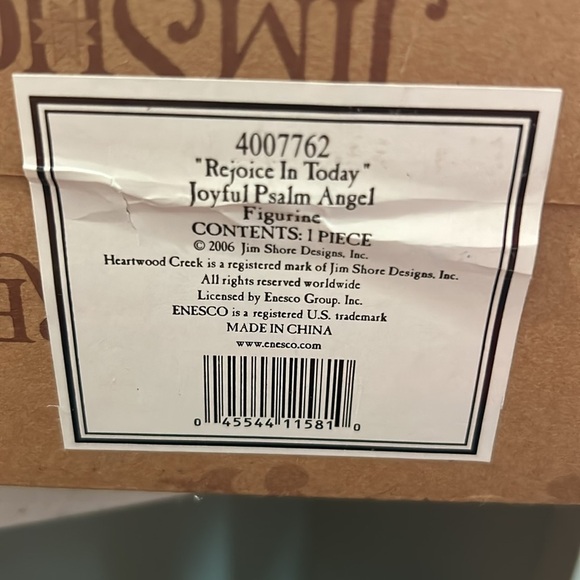 JIM SHO
4007762
"Rejoice In Today"
Joyful Psalm Angel
Figurine
CONTENTS: 1 PIECE
© 2006 Jim Shore Designs, Inc.
Heartwood Creek is a registered mark of Jim Shore Designs, Inc.
All rights reserved worldwide
Licensed by Enesco Group, Inc.
ENESCO is a registered U.S. trademark
MADE IN CHINA
www.enesco.com
0 45544 11581 0